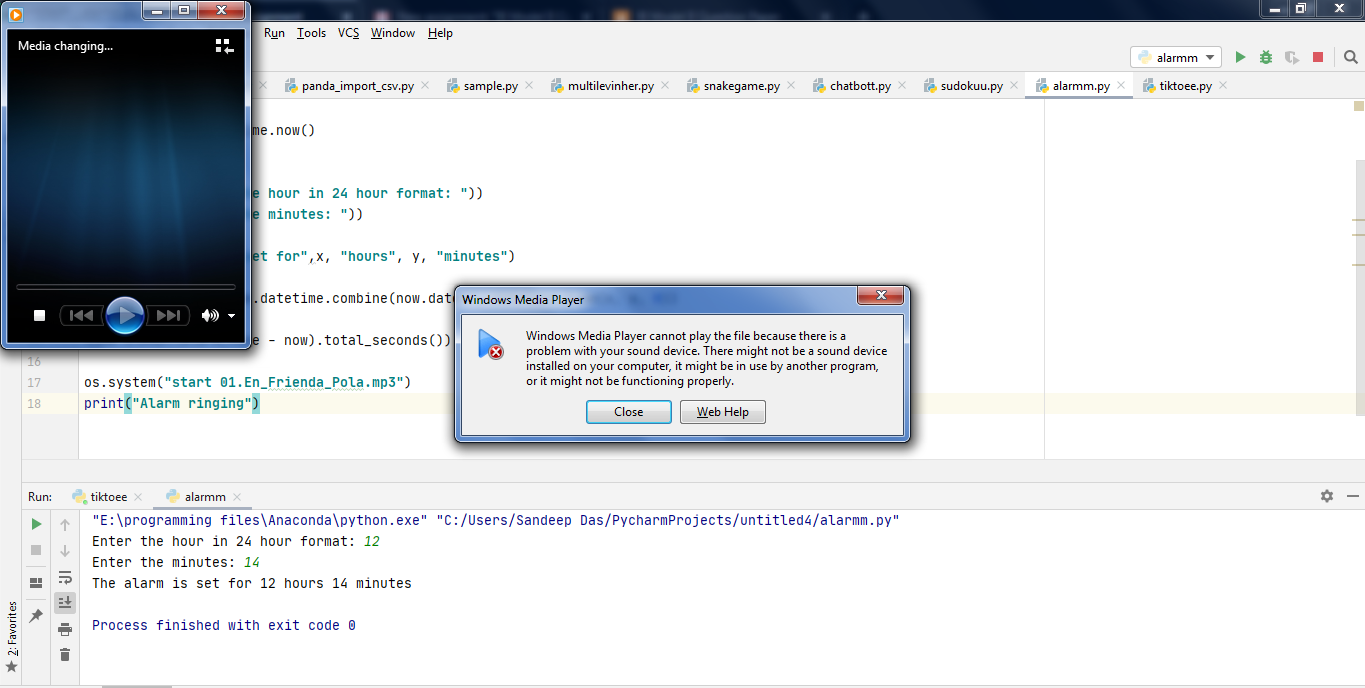 Media changing...
Run Tools VCS Window Help
alarmm
panda_import_csv.py sample.py multilevinher.py snakegame.py chatbott.py sudokuu.py alarmm.py tiktoee.py
me.now()
e hour in 24 hour format: "))
e minutes: "))
et for",x, "hours", y, "minutes")
.datetime.combine(now.dat
e - now).total_seconds())
16
17 os.system("start 01.En_Frienda_Pola.mp3")
18 print("Alarm ringing")
Windows Media Player
Windows Media Player cannot play the file because there is a
problem with your sound device. There might not be a sound device
installed on your computer, it might be in use by another program,
or it might not be functioning properly.
Close Web Help
Run: tiktoee alarmm
"E:\programming files\Anaconda\python.exe" "C:/Users/Sandeep Das/PycharmProjects/untitled4/alarmm.py"
Enter the hour in 24 hour format: 12
Enter the minutes: 14
The alarm is set for 12 hours 14 minutes
Process finished with exit code 0
2: Favorites